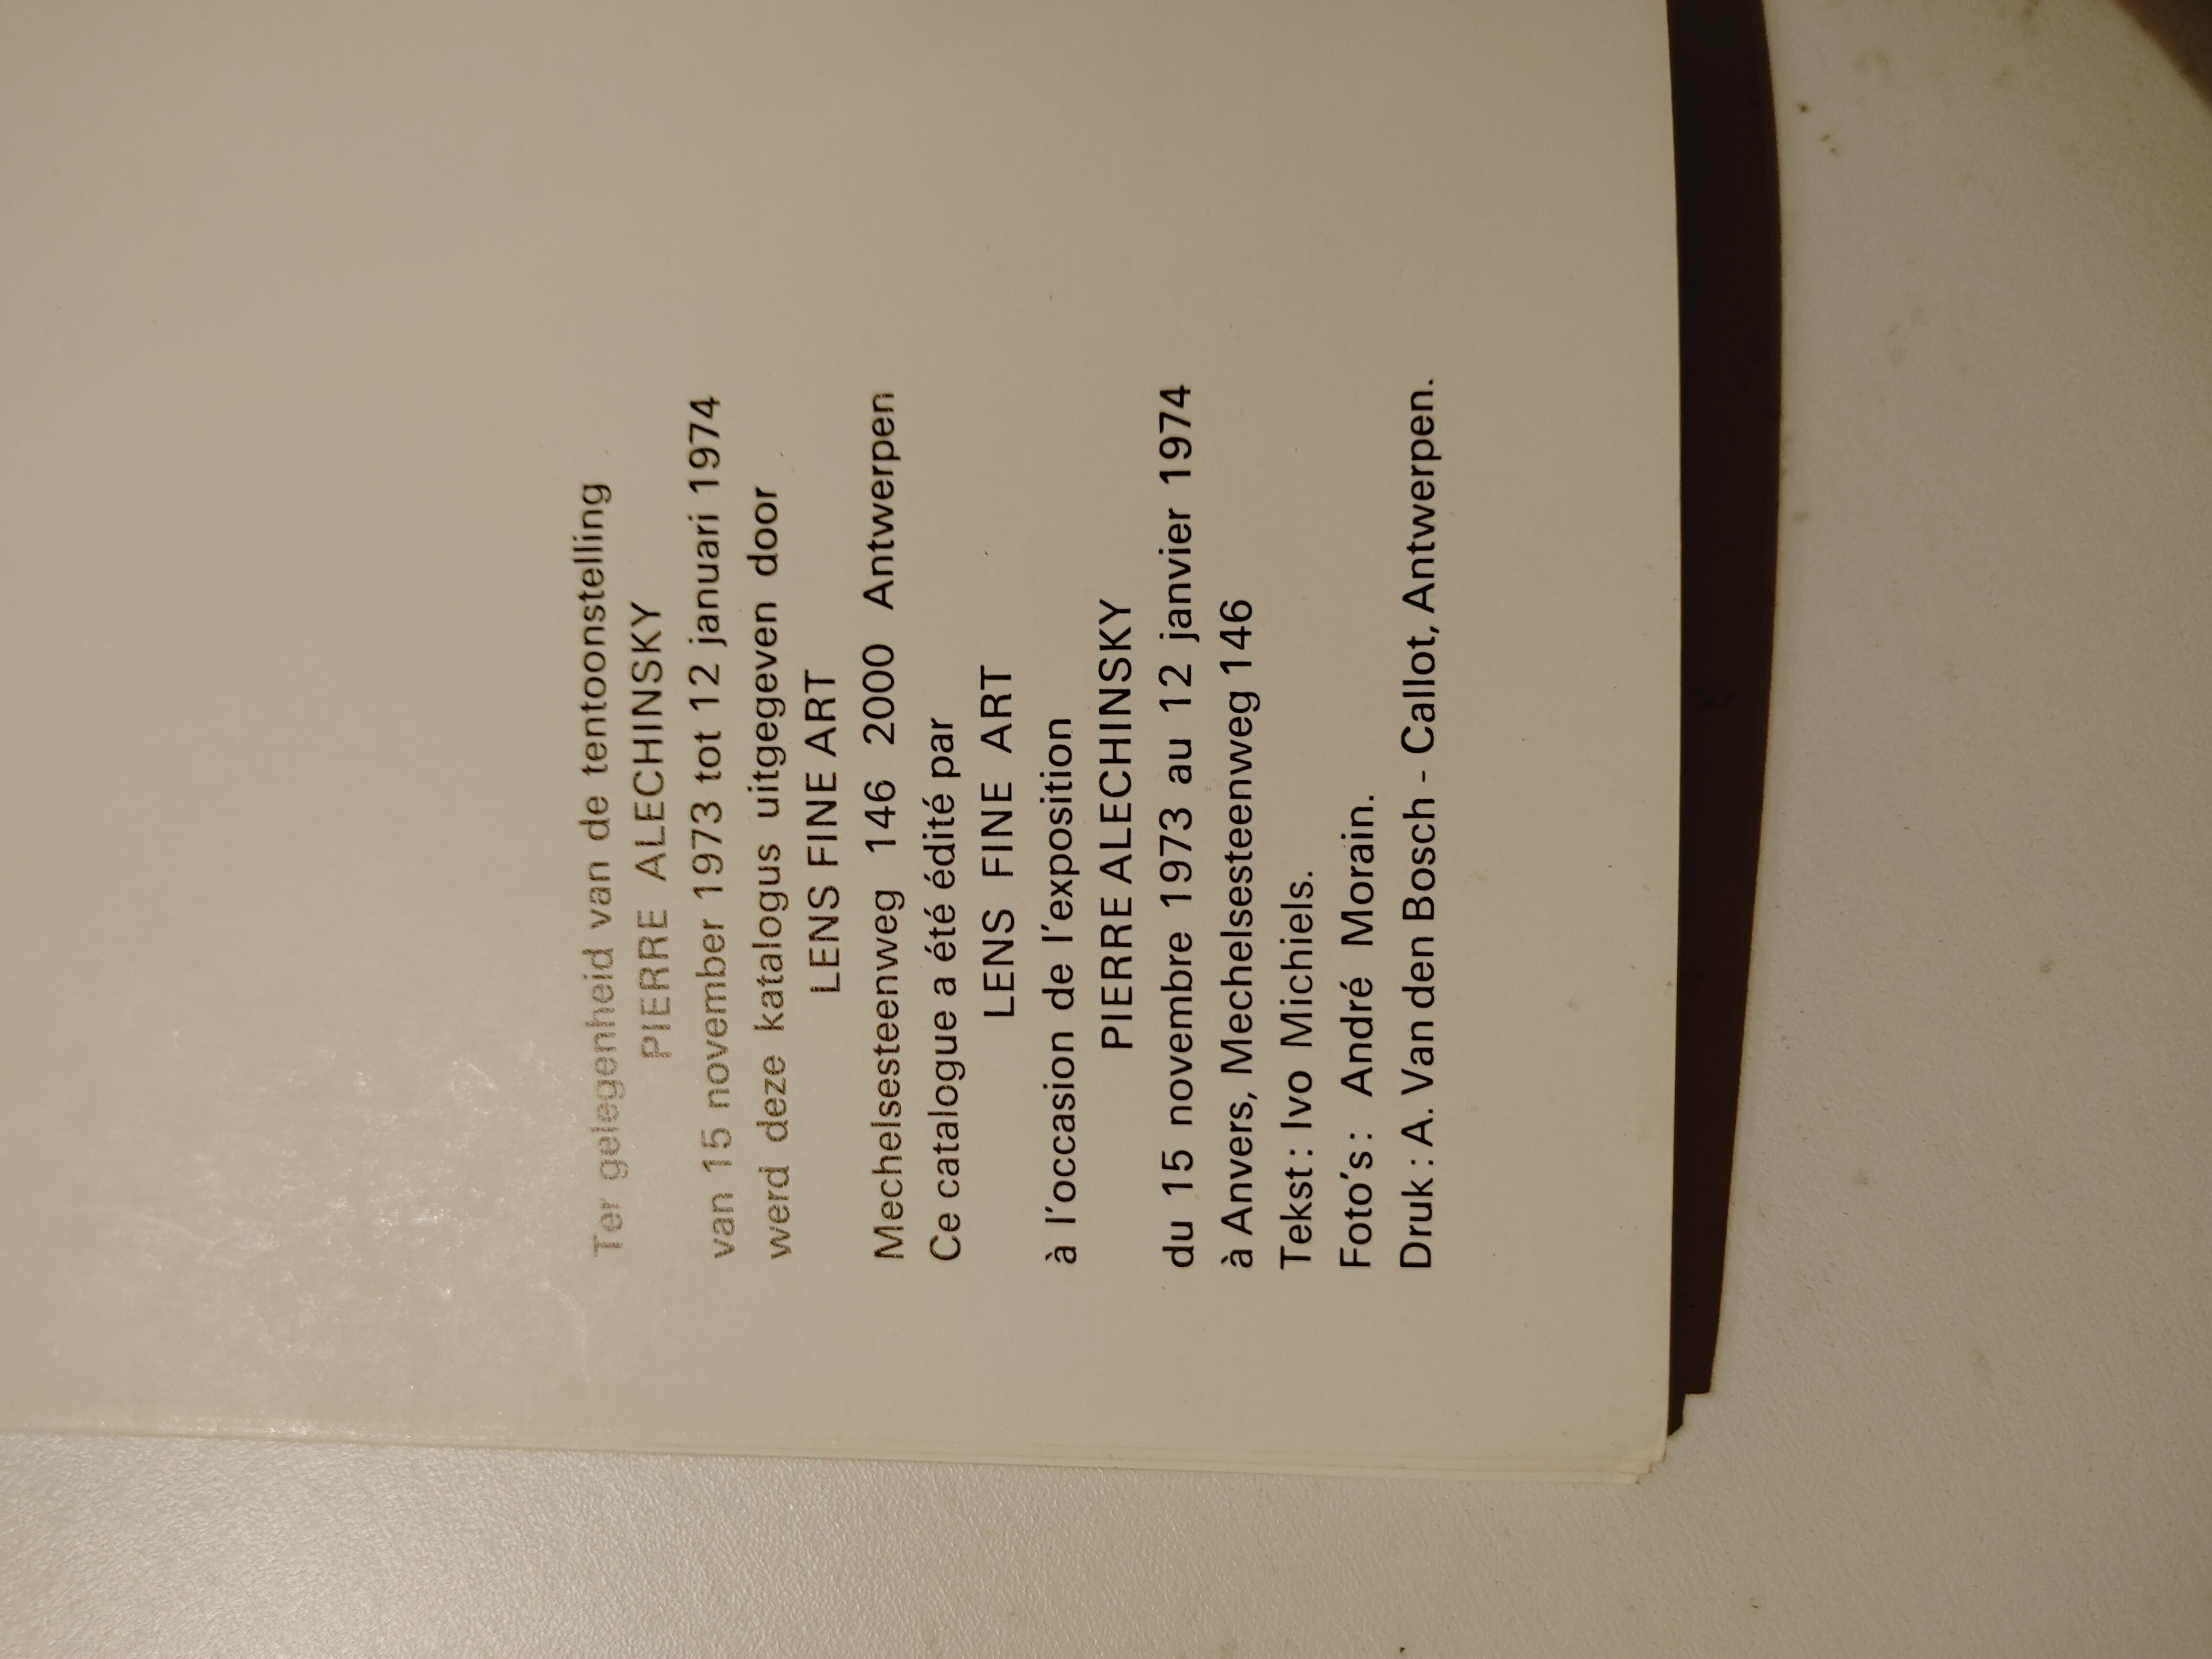 Ter gelegenheid van de tentoonstelling
PIERRE ALECHINSKY
van 15 november 1973 tot 12 januari 1974
werd deze katalogus uitgegeven door
LENS FINE ART
Mechelsesteenweg 146 2000 Antwerpen
Ce catalogue a été édité par
LENS FINE ART
à l'occasion de l'exposition
PIERRE ALECHINSKY
du 15 novembre 1973 au 12 janvier 1974
à Anvers, Mechelsesteenweg 146
Tekst : Ivo Michiels.
Foto's : André Morain.
Druk : A. Van den Bosch - Callot, Antwerpen.